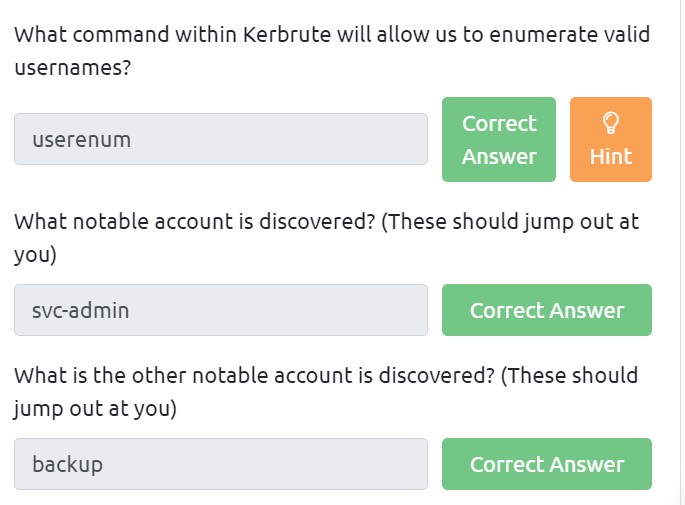 What command within Kerbrute will allow us to enumerate valid
usernames?
userenum
Correct
Answer
Hint
What notable account is discovered? (These should jump out at
you)
svc-admin
Correct Answer
What is the other notable account is discovered? (These should
jump out at you)
backup
Correct Answer